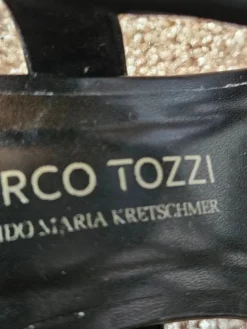 RCO TOZZI
IDO MARIA KRETSCHMER